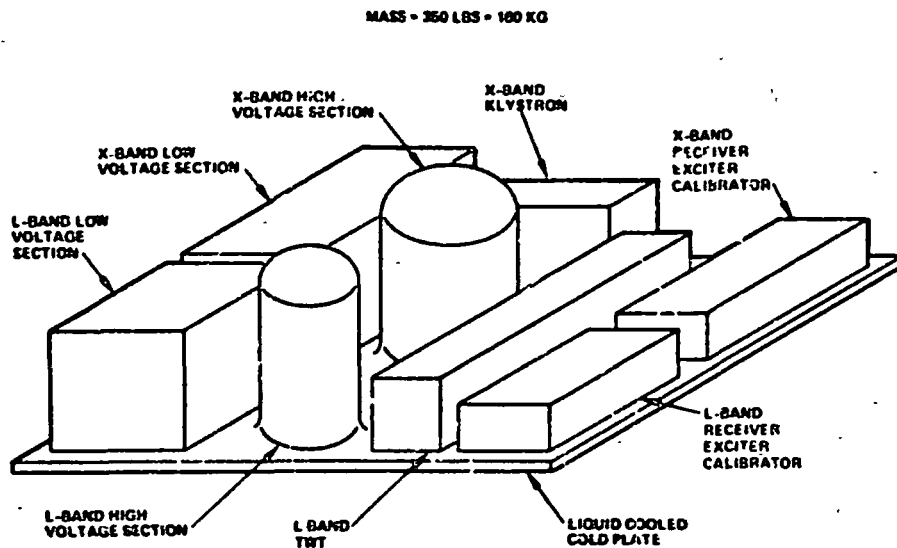 MASS = 350 LBS = 160 KG
X-BAND HIGH
VOLTAGE SECTION
X-BAND
KLYSTRON
X-BAND LOW
VOLTAGE SECTION
X-BAND
RECEIVER
EXCITER
CALIBRATOR
L-BAND LOW
VOLTAGE
SECTION
L-BAND
RECEIVER
EXCITER
CALIBRATOR
L-BAND HIGH
VOLTAGE SECTION
L BAND
TWT
LIQUID COOLED
COLD PLATE